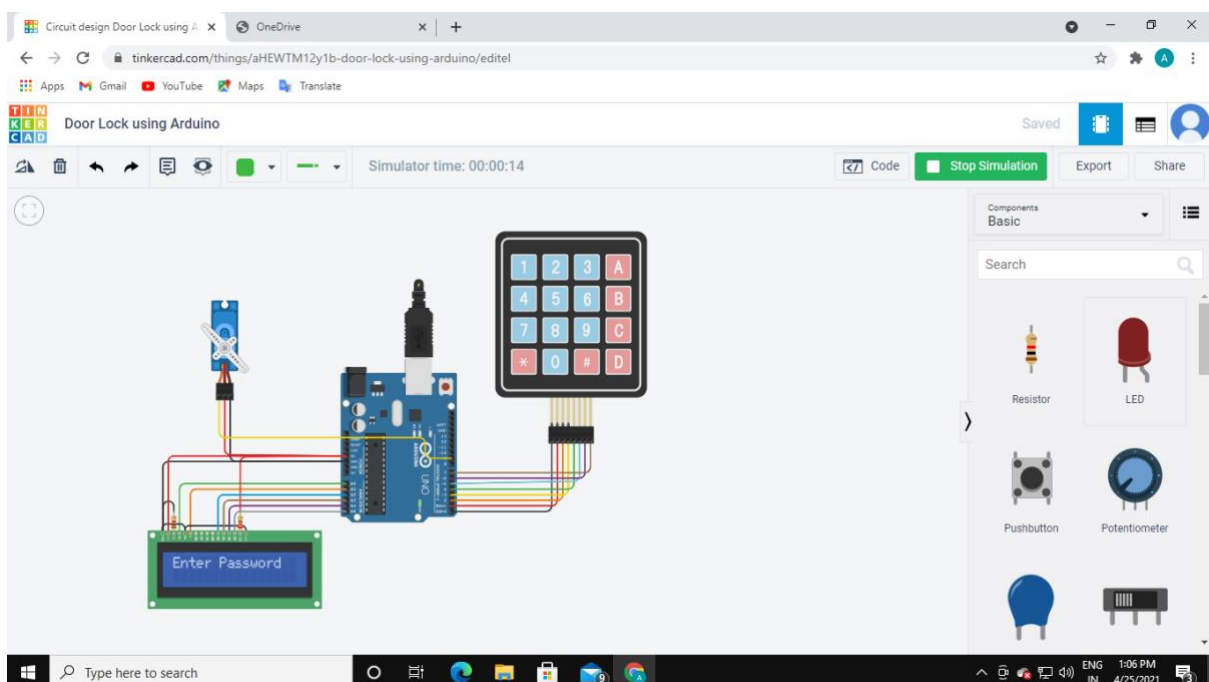 Circuit design Door Lock using A
OneDrive
tinkercad.com/things/aHEWTM12y1b-door-lock-using-arduino/editel
Apps
Gmail
YouTube
Maps
Translate
TIN
KER
CAD
Door Lock using Arduino
Saved
Simulator time: 00:00:14
Code
Stop Simulation
Export
Share
Components
Basic
Search
1 2 3 A
4 5 6 B
7 8 9 C
* 0 # D
UNO
ARDUINO
Enter Password
Resistor
LED
Pushbutton
Potentiometer
Type here to search
9
ENG
IN
1:06 PM
4/25/2021
3